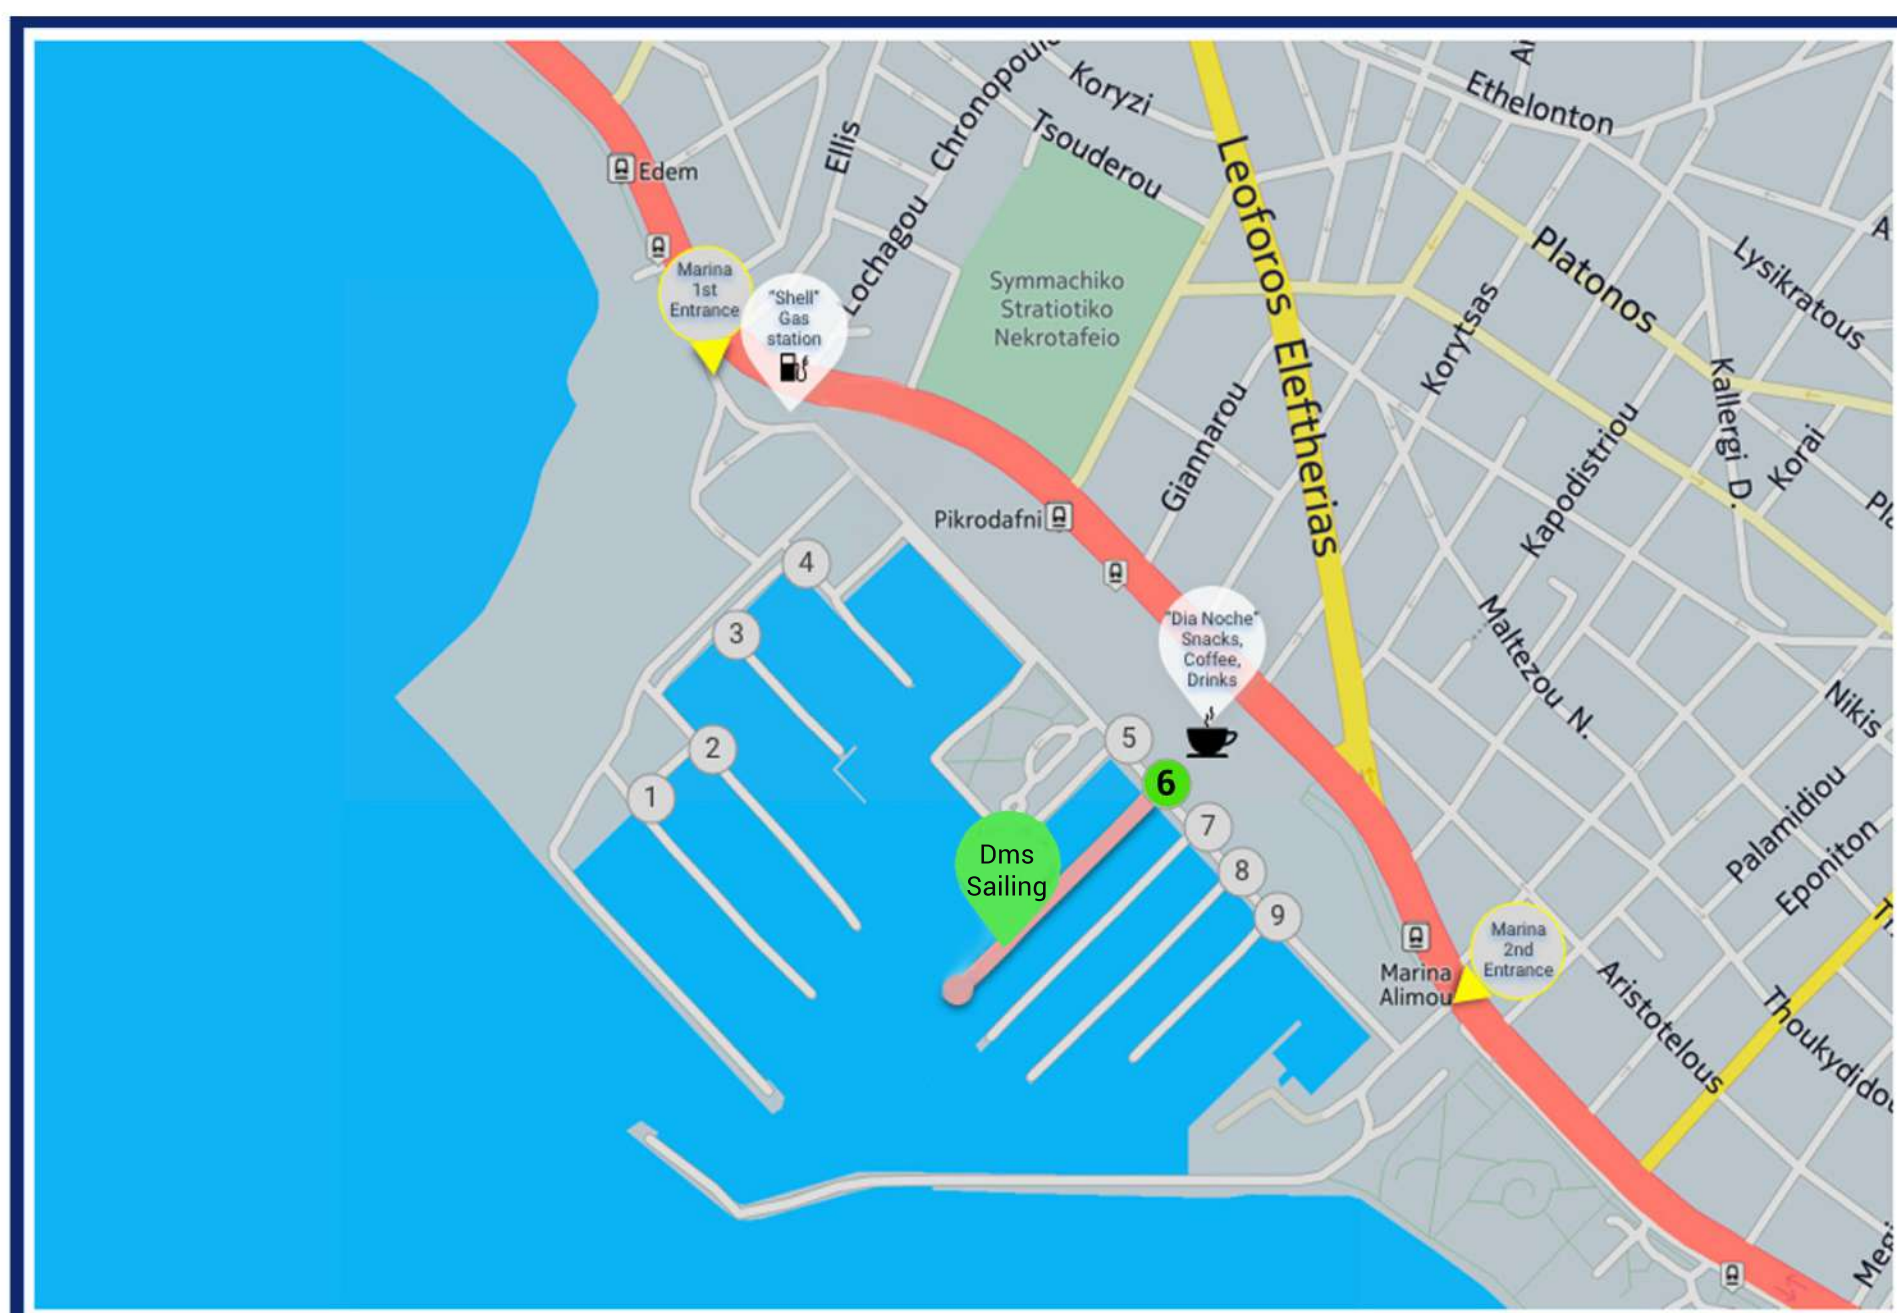 Koryzi
Ethelonton
Tsouderou
Ellis
Edem
Lochagou
Leoforos Eleftherias
Platonos
Lysikratous
Marina
1st
Entrance
"Shell"
Gas
station
Symmachiko
Stratiotiko
Nekrotafeio
Korytsas
Kallergi D.
Korai
Giannarou
Kapodistriou
Pikrodafni
4
3
"Dia Noche"
Snacks,
Coffee,
Drinks
Maltezou N.
Nikis
2
5
1
6
7
Palamidiou
Eponiton
Dms
Sailing
8
9
Marina
2nd
Entrance
Marina
Alimou
Aristotelous